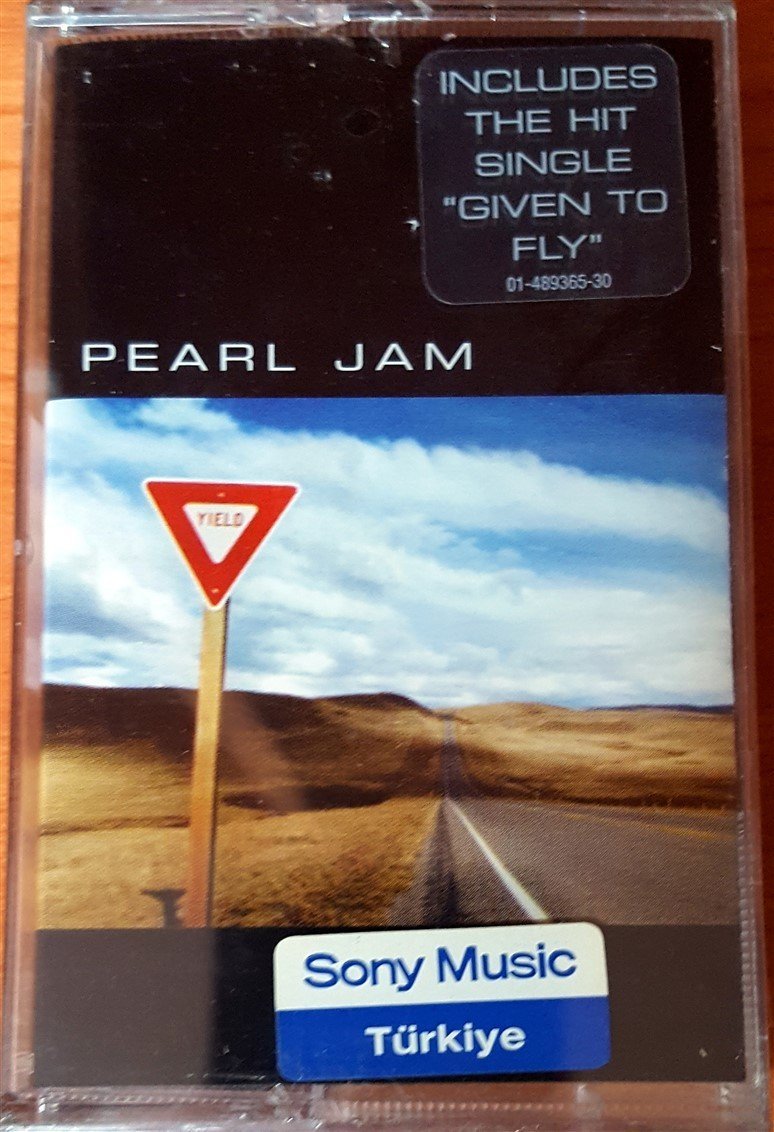 INCLUDES
THE HIT
SINGLE
"GIVEN TO
FLY"
01-489365-30
PEARL JAM
YIELD
Sony Music
Türkiye